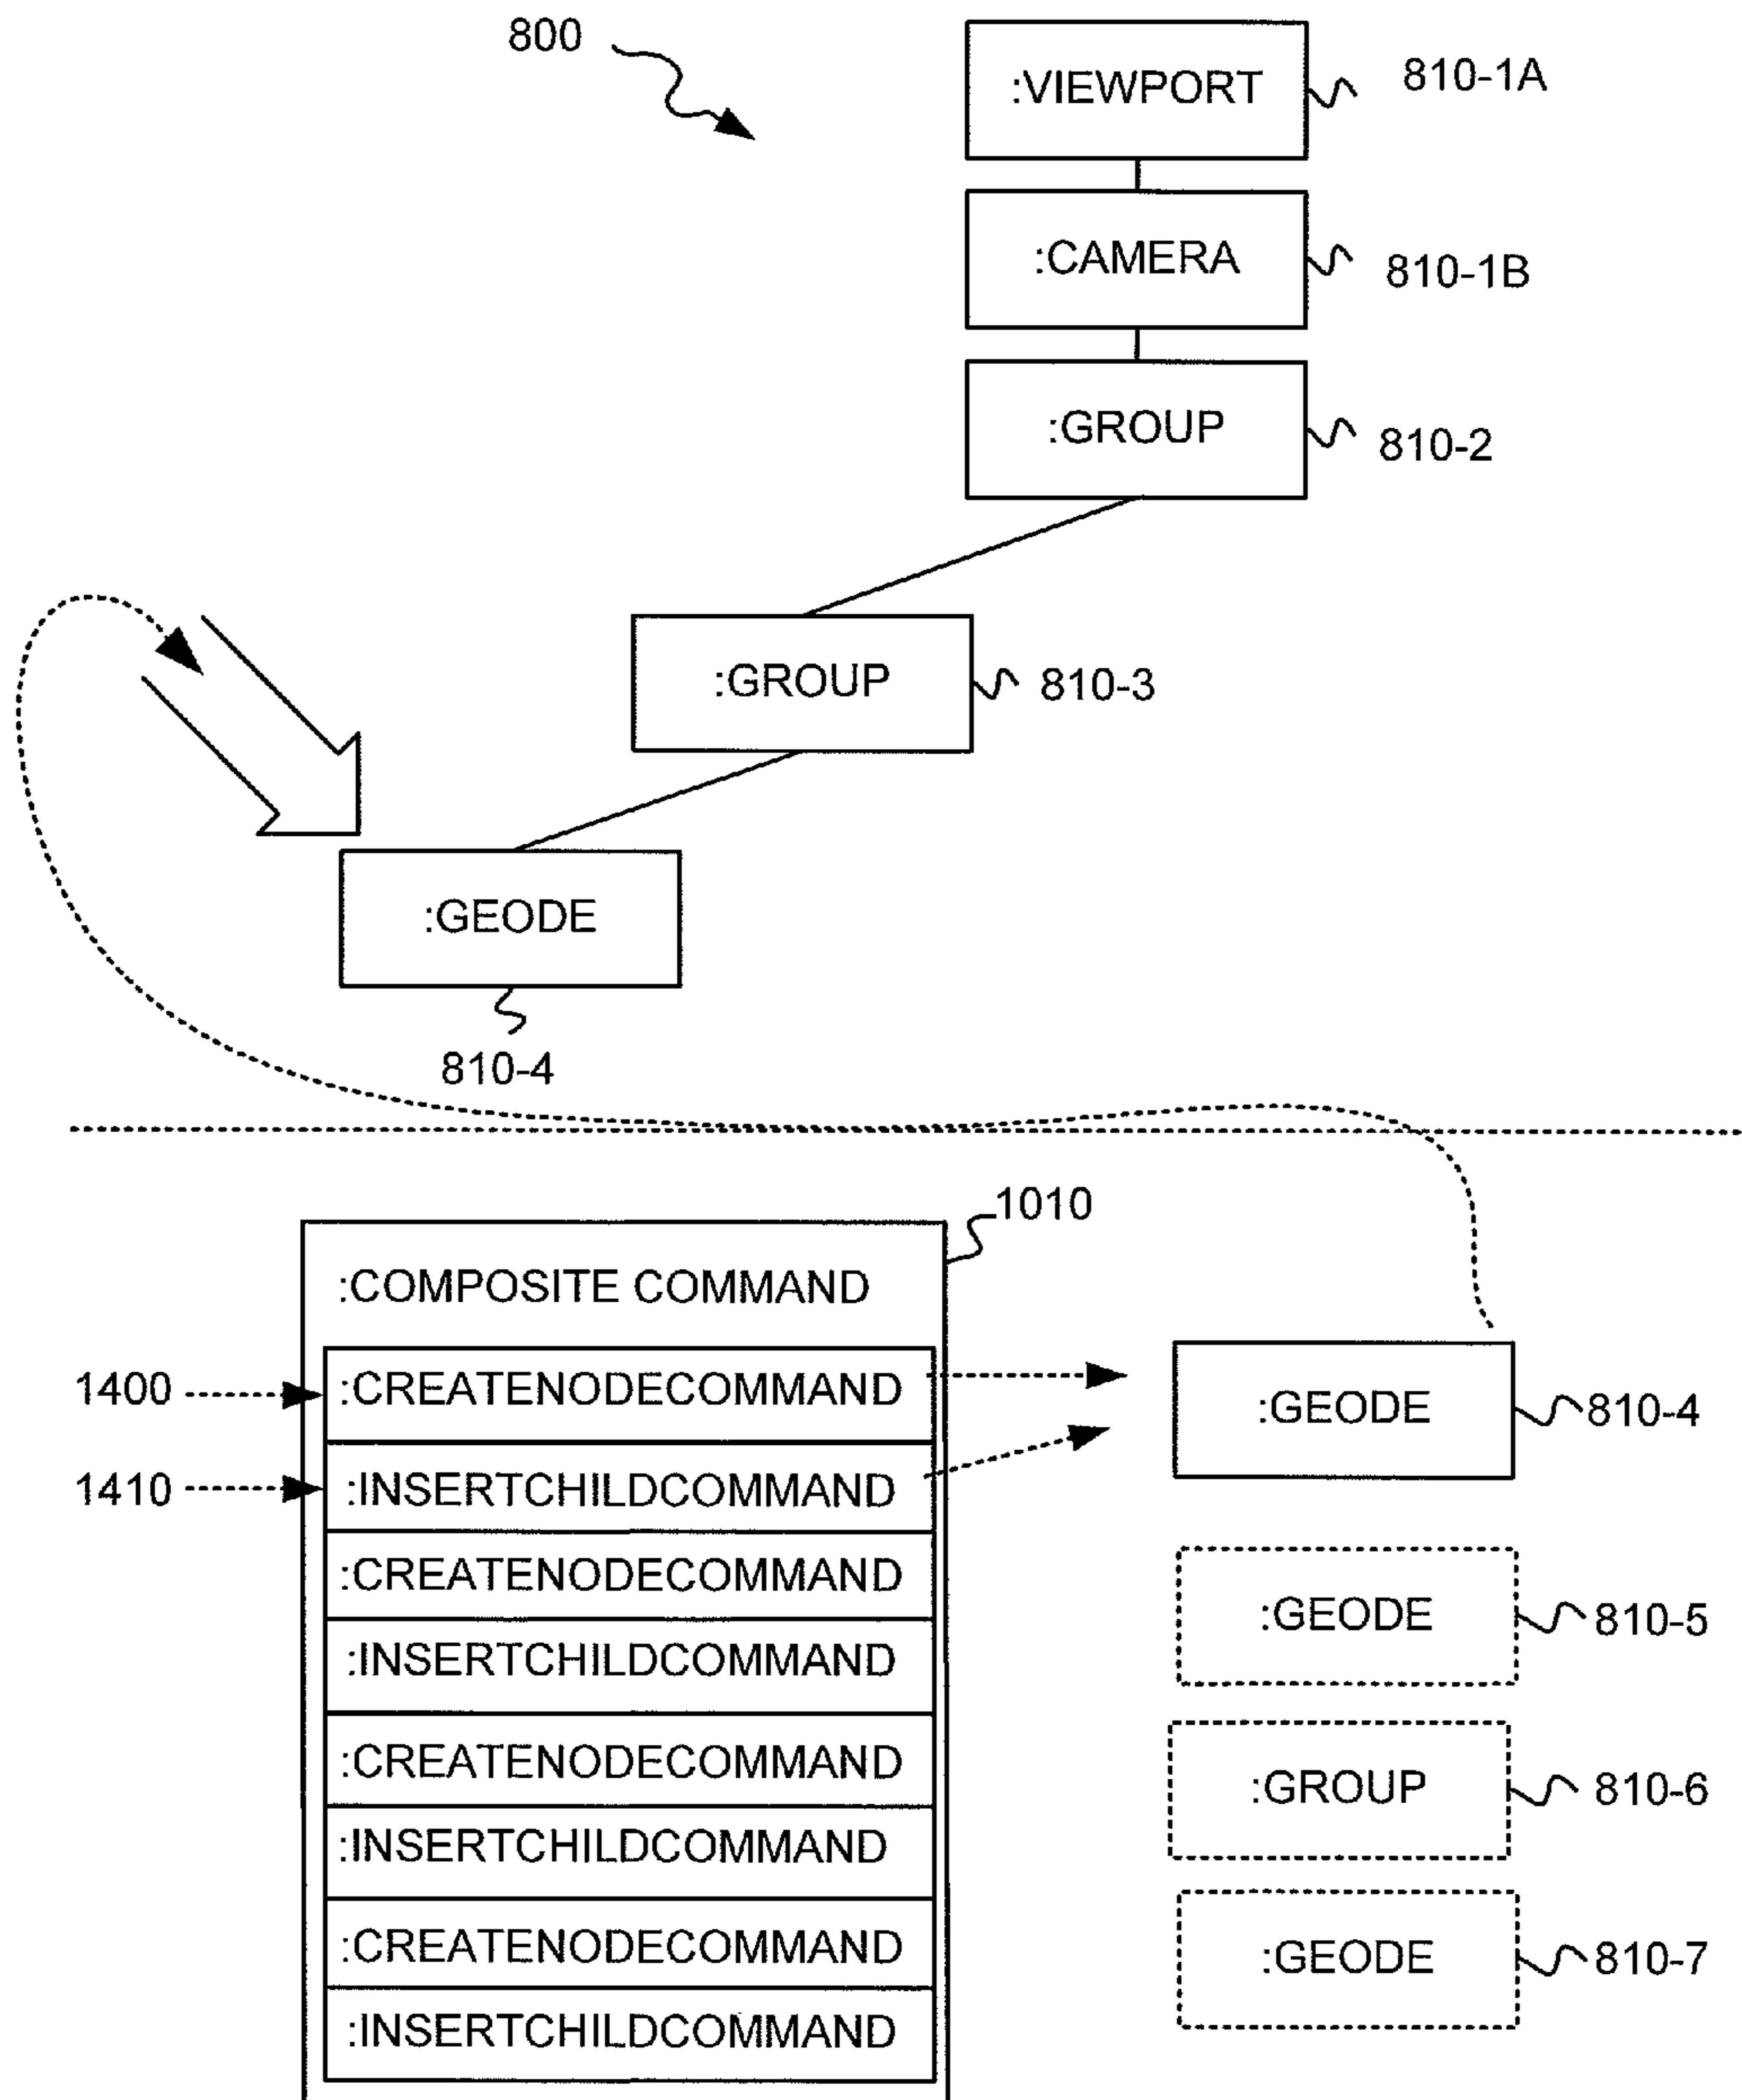 800
:VIEWPORT
810-1A
:CAMERA
810-1B
:GROUP
810-2
:GROUP
810-3
:GEODE
810-4
1010
:COMPOSITE COMMAND
1400
:CREATENODECOMMAND
:GEODE
810-4
1410
:INSERTCHILDCOMMAND
:CREATENODECOMMAND
:GEODE
810-5
:INSERTCHILDCOMMAND
:CREATENODECOMMAND
:GROUP
810-6
:INSERTCHILDCOMMAND
:CREATENODECOMMAND
:GEODE
810-7
:INSERTCHILDCOMMAND